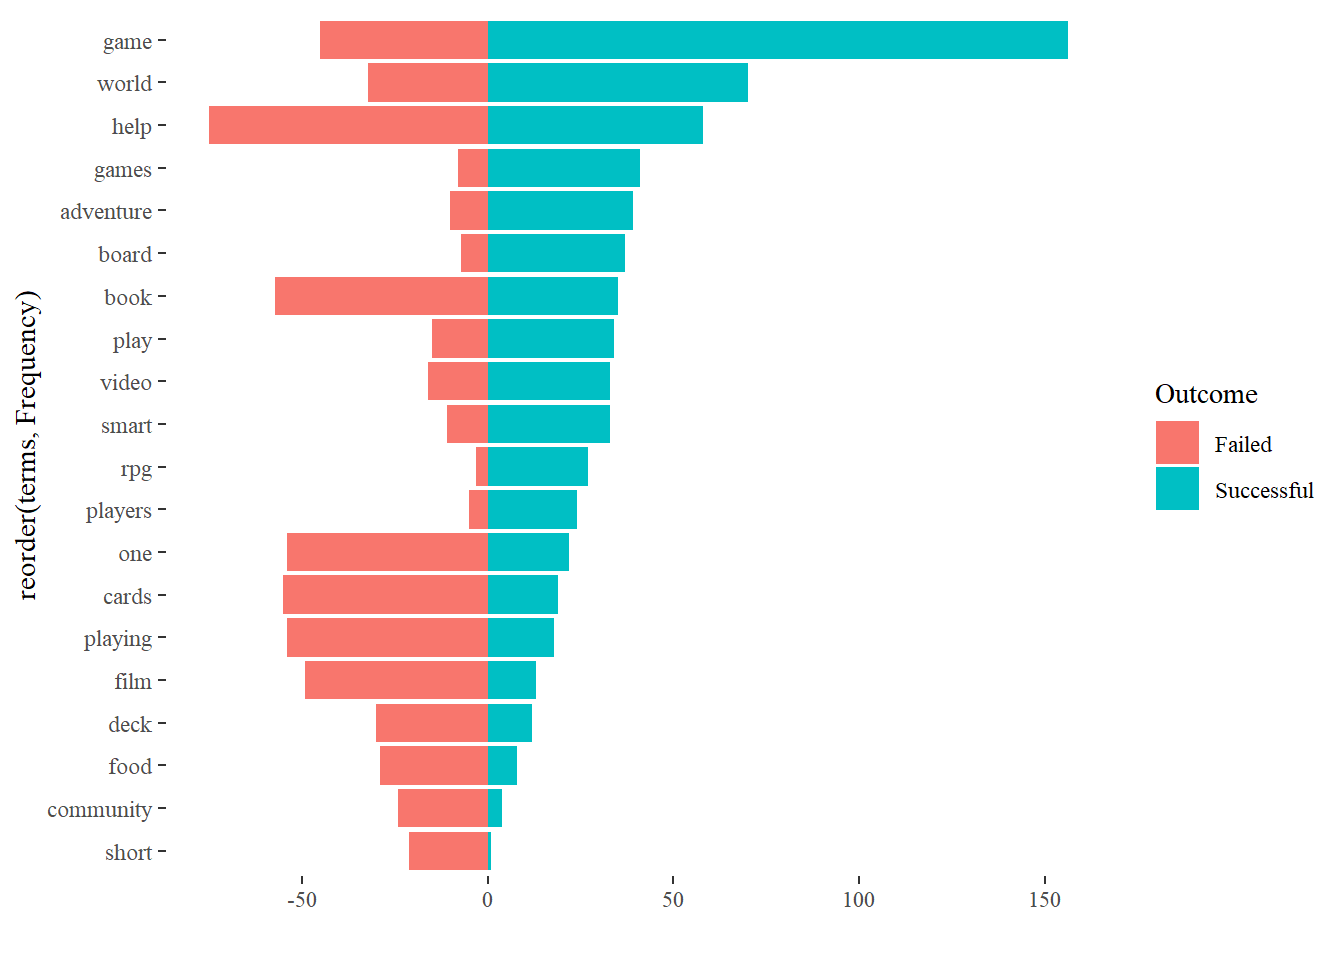 reorder(terms, Frequency)
game
world
help
games
adventure
board
book
play
video
smart
rpg
players
one
cards
playing
film
deck
food
community
short
-50 0 50 100 150
Outcome
Failed
Successful